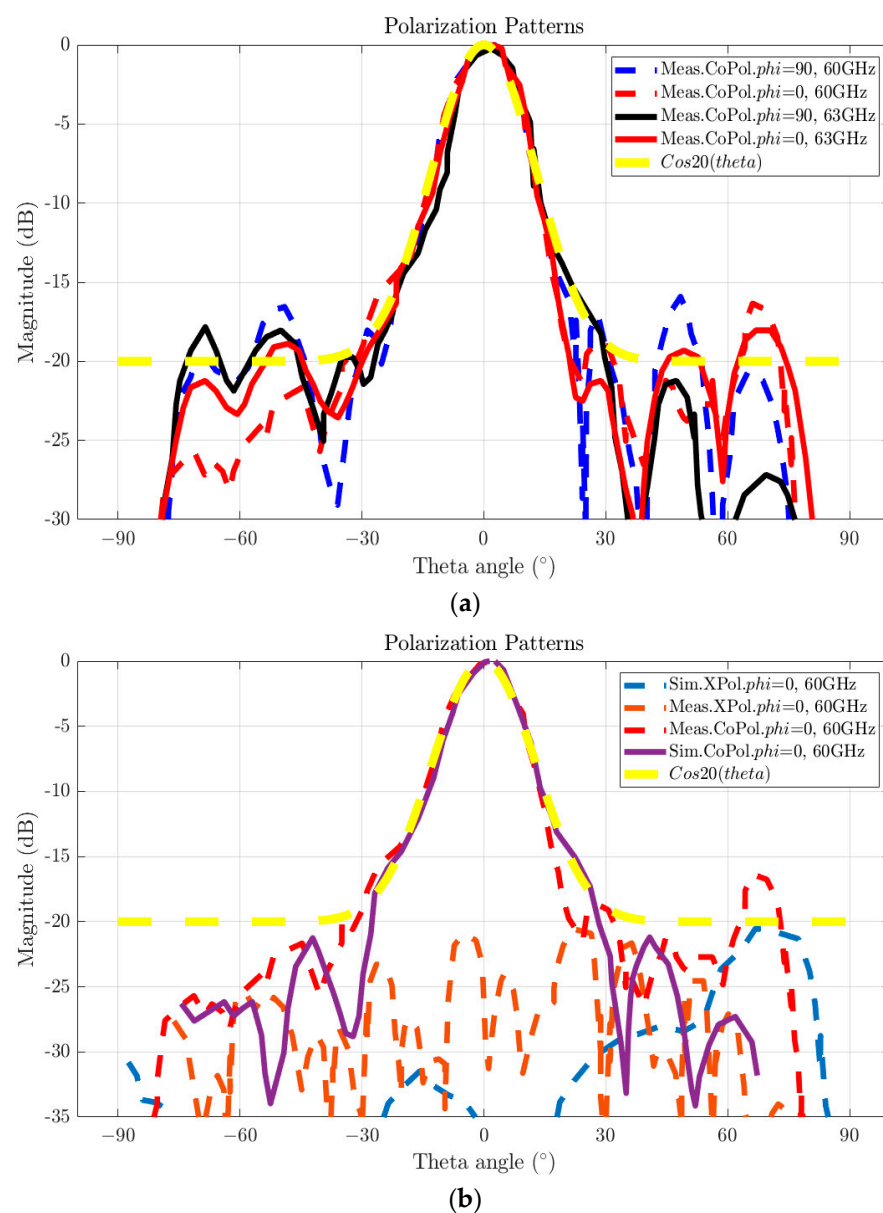 Polarization Patterns
0
-5
-10
-15
-20
-25
-30
Magnitude (dB)
Meas.CoPol.phi=90, 60GHz
Meas.CoPol.phi=0, 60GHz
Meas.CoPol.phi=90, 63GHz
Meas.CoPol.phi=0, 63GHz
Cos20(theta)
−90 −60 −30 0 30 60 90
Theta angle (°)
(a)
Polarization Patterns
0
-5
-10
-15
-20
-25
-30
-35
Magnitude (dB)
Sim.XPol.phi=0, 60GHz
Meas.XPol.phi=0, 60GHz
Meas.CoPol.phi=0, 60GHz
Sim.CoPol.phi=0, 60GHz
Cos20(theta)
−90 −60 −30 0 30 60 90
Theta angle (°)
(b)